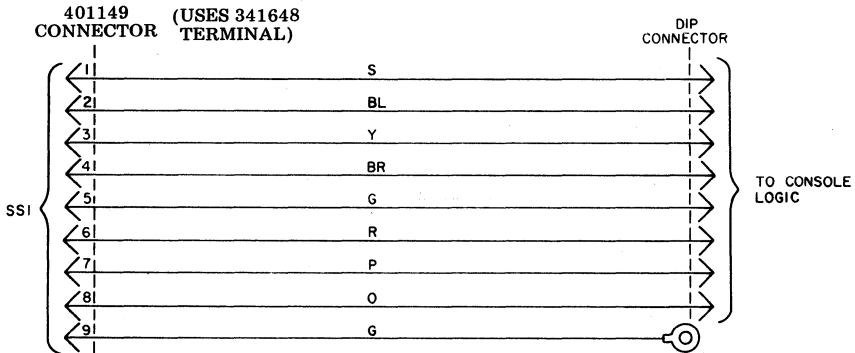 401149 (USES 341648
CONNECTOR TERMINAL)
DIP
CONNECTOR
1 S
2 BL
3 Y
4 BR
5 G
6 R
7 P
8 O
9 G
SSI
TO CONSOLE
LOGIC